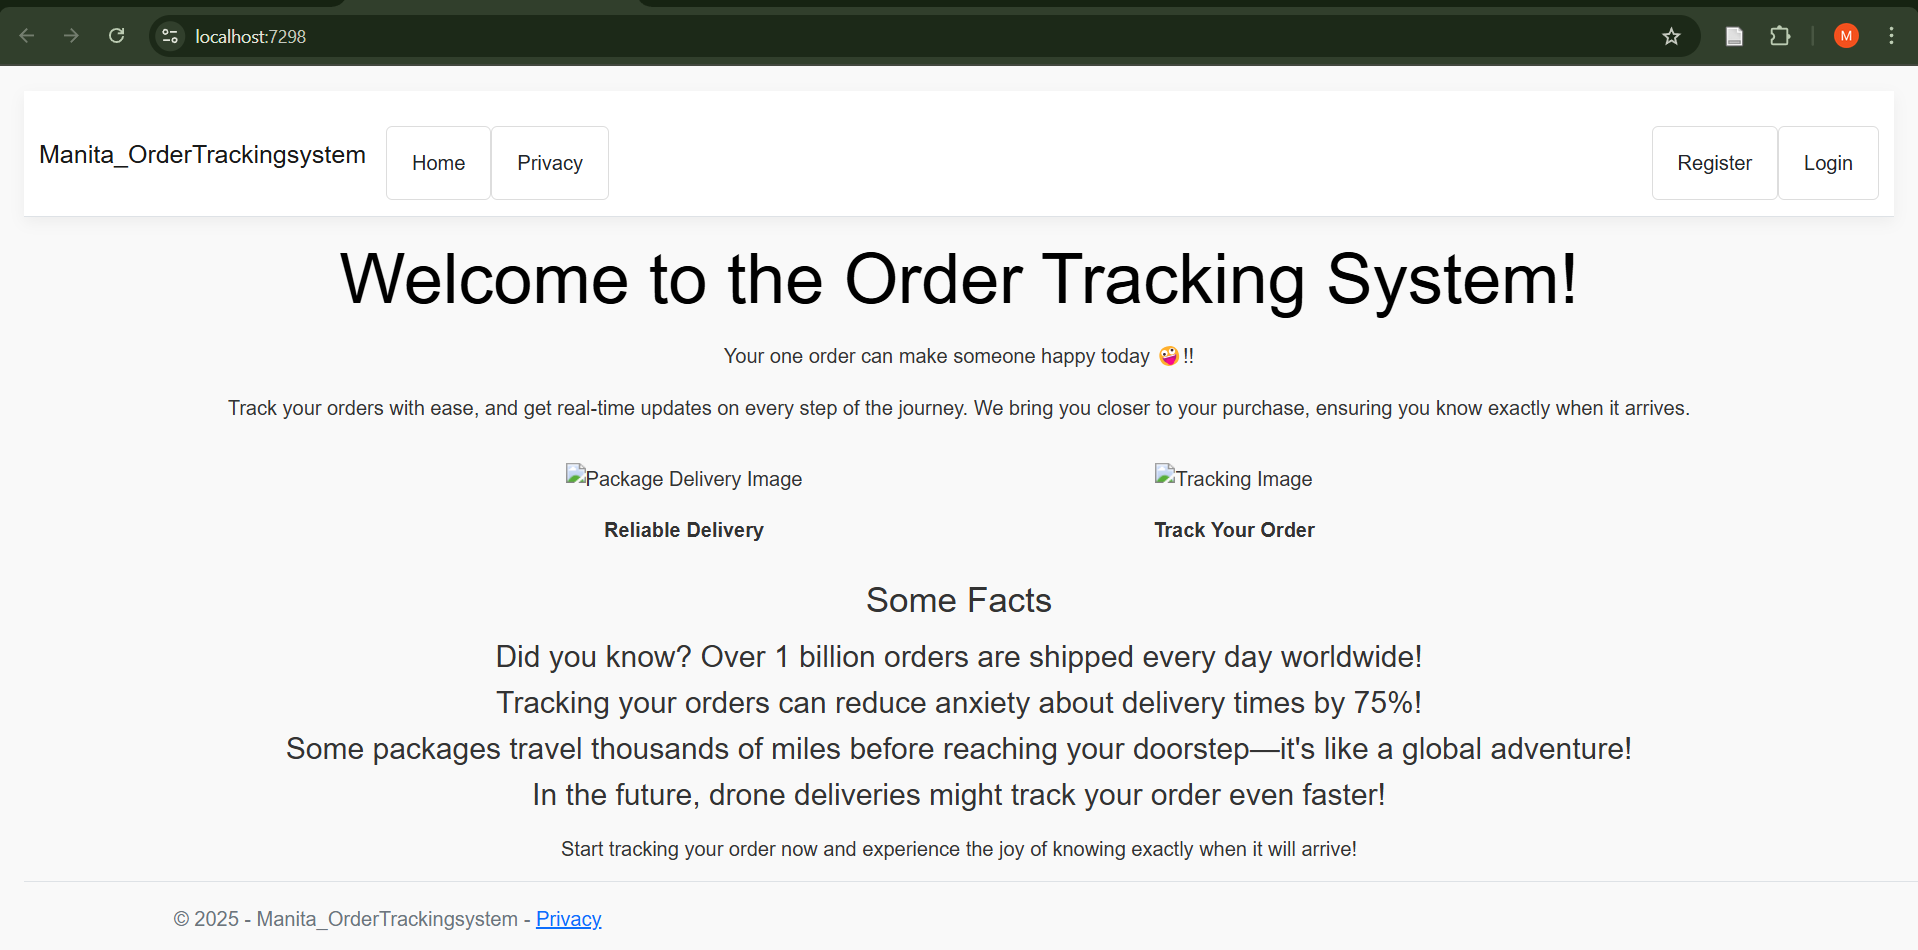 localhost:7298
M
Manita_OrderTrackingsystem Home Privacy Register Login
Welcome to the Order Tracking System!
Your one order can make someone happy today 🤪!!
Track your orders with ease, and get real-time updates on every step of the journey. We bring you closer to your purchase, ensuring you know exactly when it arrives.
Package Delivery Image Tracking Image
Reliable Delivery Track Your Order
Some Facts
Did you know? Over 1 billion orders are shipped every day worldwide!
Tracking your orders can reduce anxiety about delivery times by 75%!
Some packages travel thousands of miles before reaching your doorstep—it's like a global adventure!
In the future, drone deliveries might track your order even faster!
Start tracking your order now and experience the joy of knowing exactly when it will arrive!
© 2025 - Manita_OrderTrackingsystem - Privacy